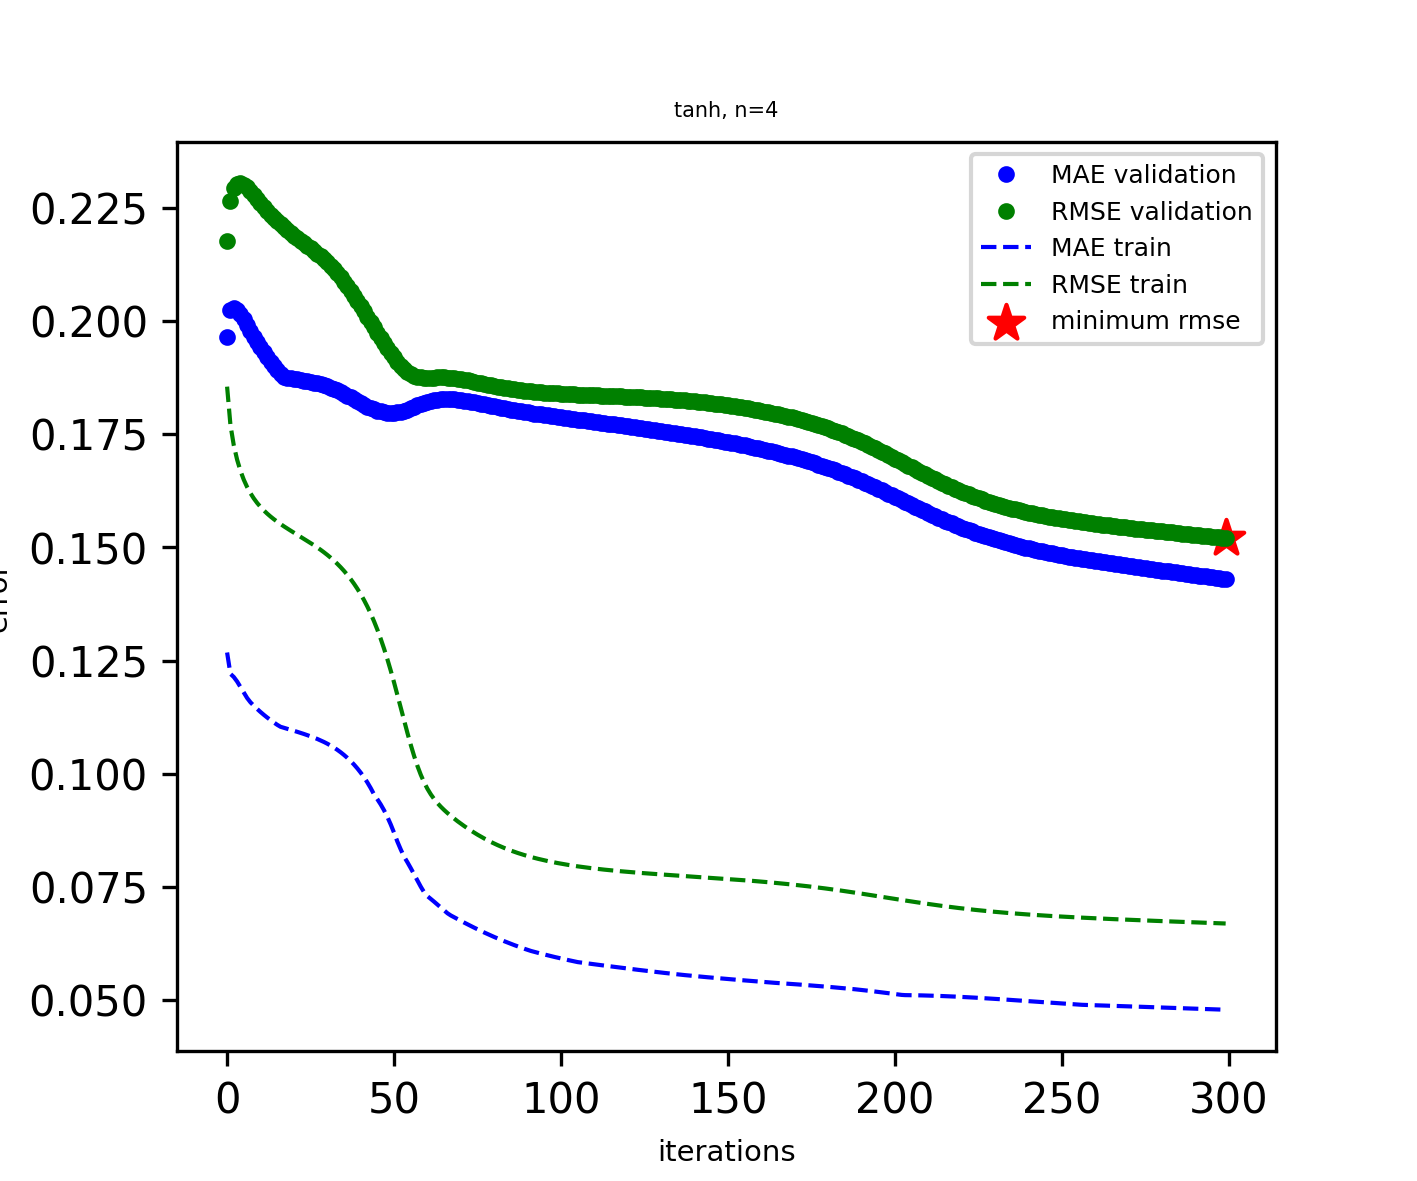 tanh, n=4
MAE validation
RMSE validation
MAE train
RMSE train
minimum rmse
0.225
0.200
0.175
0.150
0.125
0.100
0.075
0.050
0 50 100 150 200 250 300
iterations